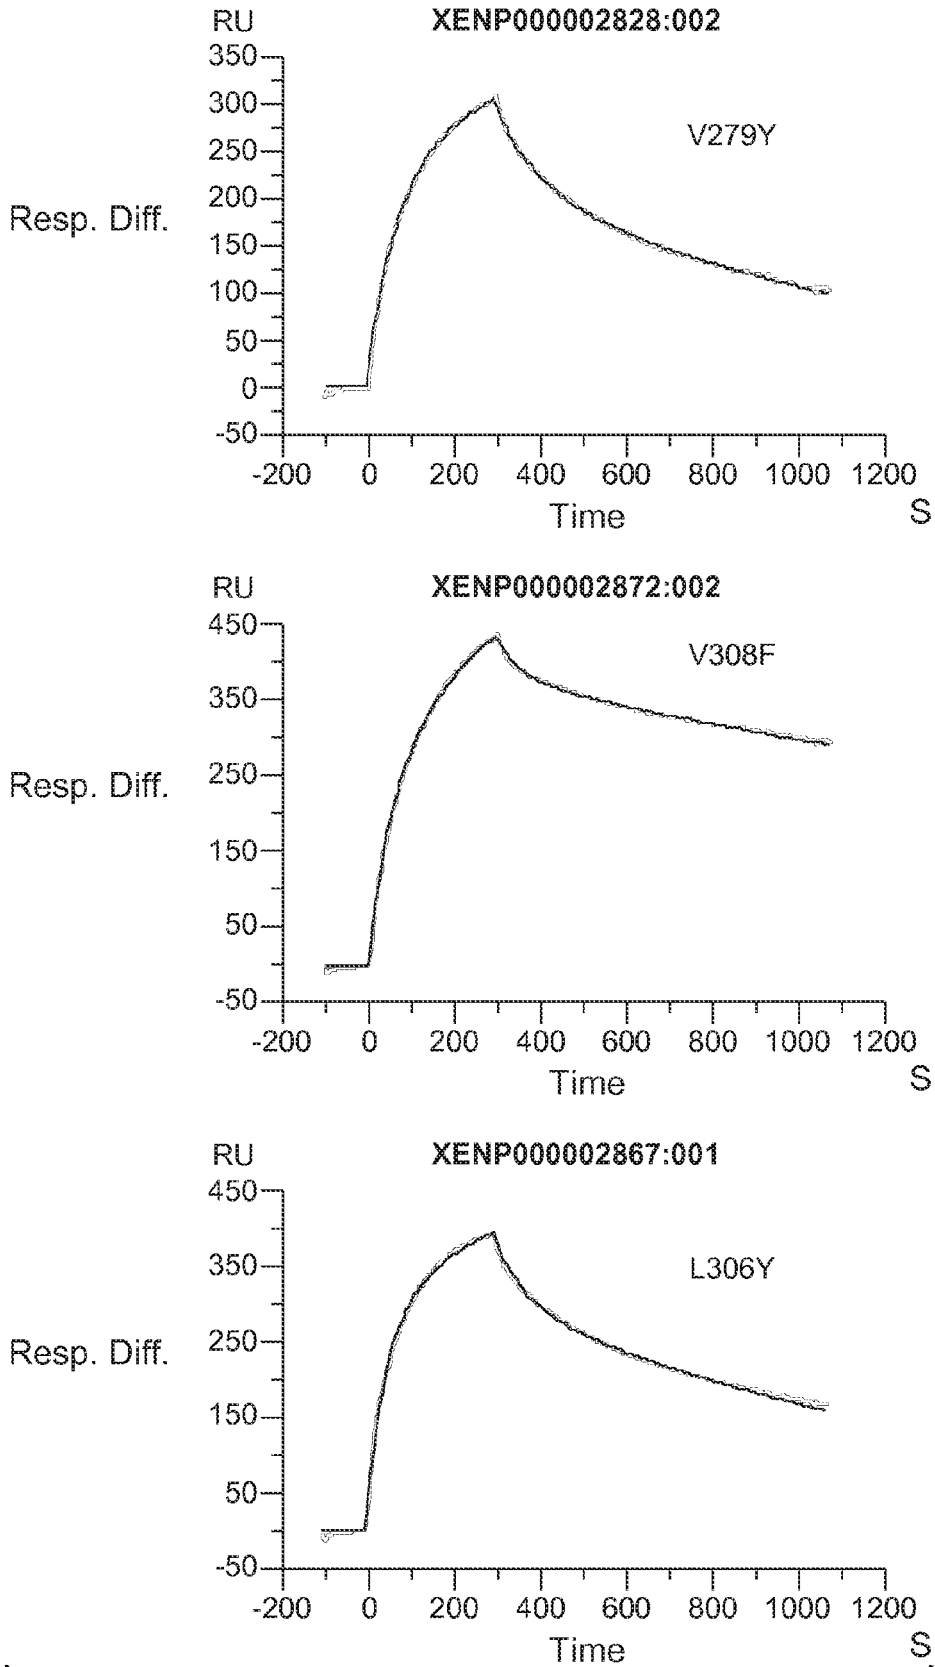 RU XENP000002828:002
350
300
250
200
150
100
50
0
-50
Resp. Diff.
V279Y
-200 0 200 400 600 800 1000 1200
Time S
RU XENP000002872:002
450
350
250
150
50
-50
Resp. Diff.
V308F
-200 0 200 400 600 800 1000 1200
Time S
RU XENP000002867:001
450
350
250
150
50
-50
Resp. Diff.
L306Y
-200 0 200 400 600 800 1000 1200
Time S